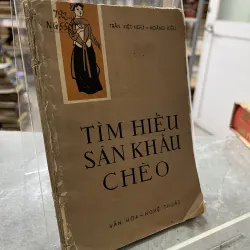 TRẦN VIỆT NGỮ - HOÀNG KIỀU
TÌM HIỂU
SÂN KHẤU
CHÈO
VĂN HÓA - NGHỆ THUẬT